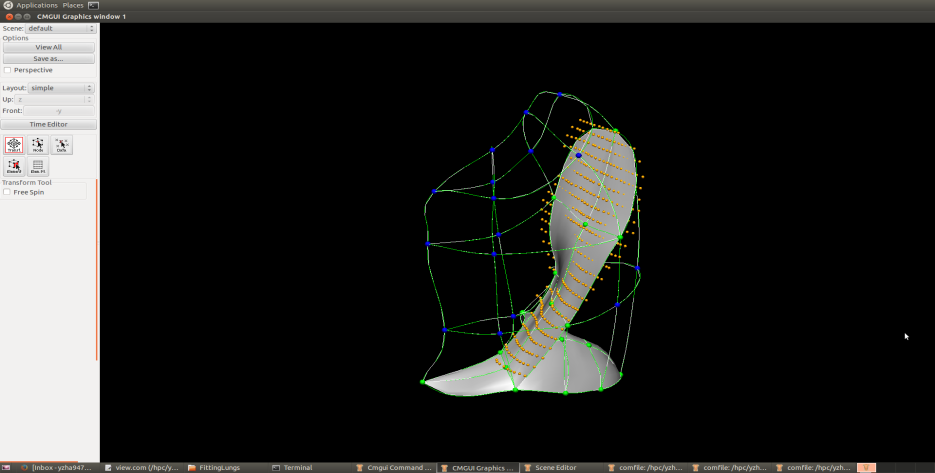 Applications Places
CMGUI Graphics window 1
Scene: default
Options
View All
Save as...
Perspective
Layout: simple
Up: z
Front: -y
Time Editor
Transf.
Node
Data
Element
Elem Pt
Transform Tool
Free Spin
[Inbox - yzha947...
view.com (/hpc/y...
FittingLungs
Terminal
Cmgui Command ...
CMGUI Graphics ...
Scene Editor
comfile: /hpc/yzh...
comfile: /hpc/yzh...
comfile: /hpc/yzh...